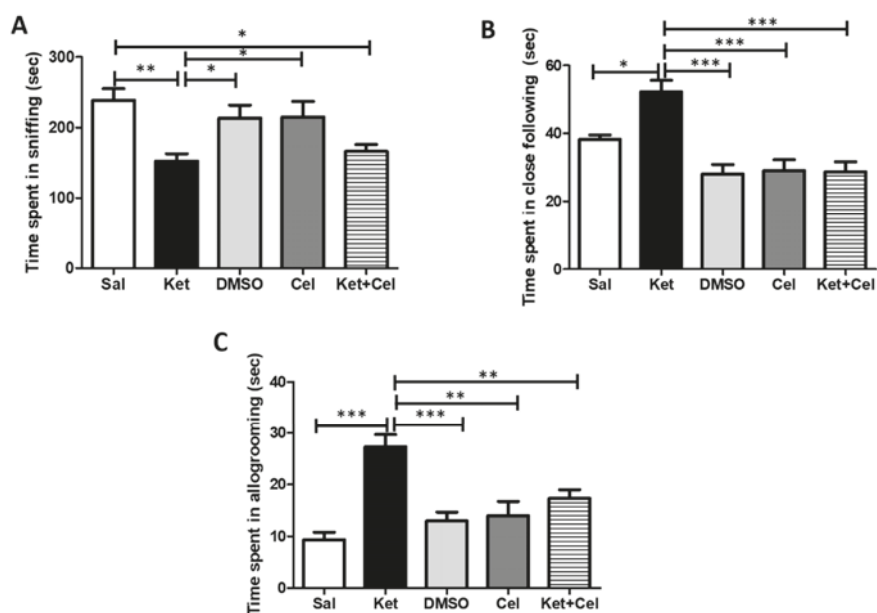 A
Time spent in sniffing (sec)
300
200
100
0
*
*
**
*
Sal Ket DMSO Cel Ket+Cel
B
Time spent in close following (sec)
60
40
20
0
***
***
*
***
Sal Ket DMSO Cel Ket+Cel
C
Time spent in allogrooming (sec)
40
30
20
10
0
**
**
***
***
Sal Ket DMSO Cel Ket+Cel